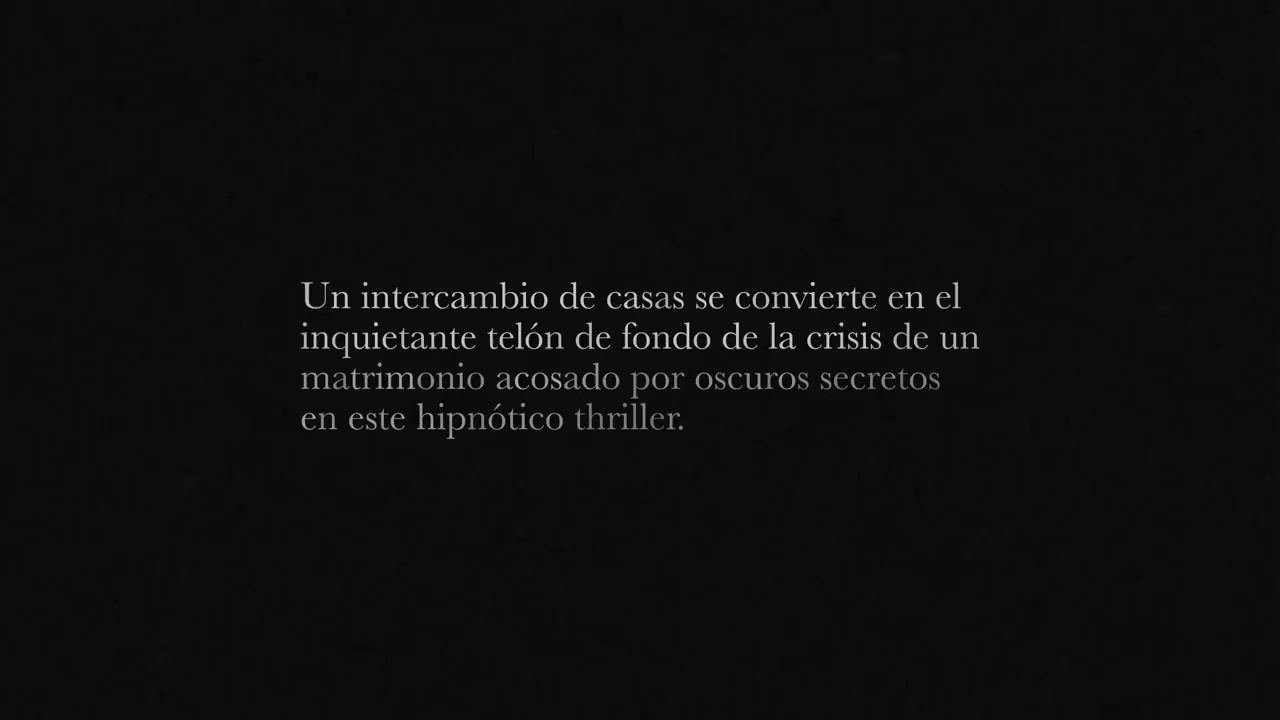 Un intercambio de casas se convierte en el
inquietante telón de fondo de la crisis de un
matrimonio acosado por oscuros secretos
en este hipnótico thriller.